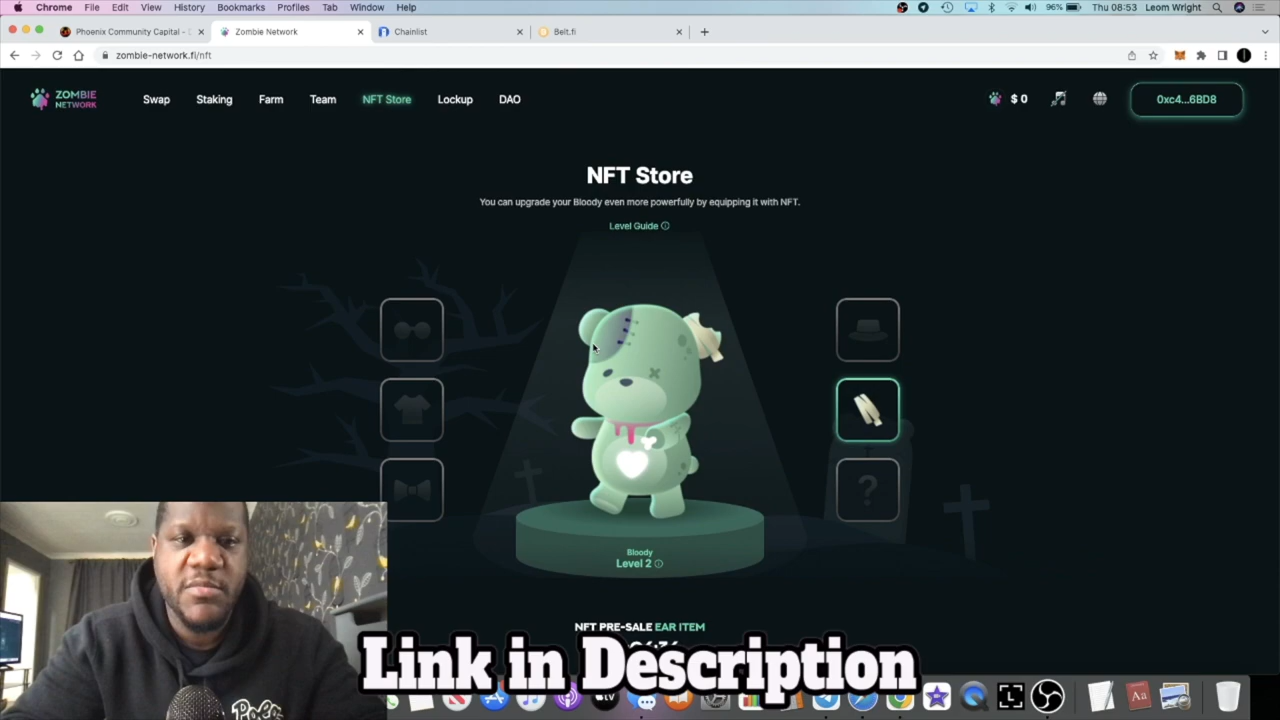 Chrome File Edit View History Bookmarks Profiles Tab Window Help 96% Thu 08:53 Leom Wright
Phoenix Community Capital - Zombie Network Chainlist Belt.fi
zombie-network.fi/nft
ZOMBIE
NETWORK
Swap Staking Farm Team NFT Store Lockup DAO $ 0 0xc4...6BD8
NFT Store
You can upgrade your Bloody even more powerfully by equipping it with NFT.
Level Guide
?
Bloody
Level 2
NFT PRE-SALE EAR ITEM
Link in Description